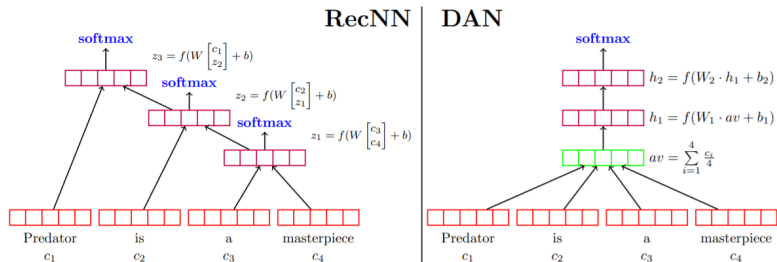 RecNN
softmax
z₃ = f(W [c₁ z₂] + b)
softmax
z₂ = f(W [c₂ z₁] + b)
softmax
z₁ = f(W [c₃ c₄] + b)
Predator is a masterpiece
c₁ c₂ c₃ c₄
DAN
softmax
h₂ = f(W₂ · h₁ + b₂)
h₁ = f(W₁ · av + b₁)
av = ∑_{i=1}^{4} cᵢ/4
Predator is a masterpiece
c₁ c₂ c₃ c₄